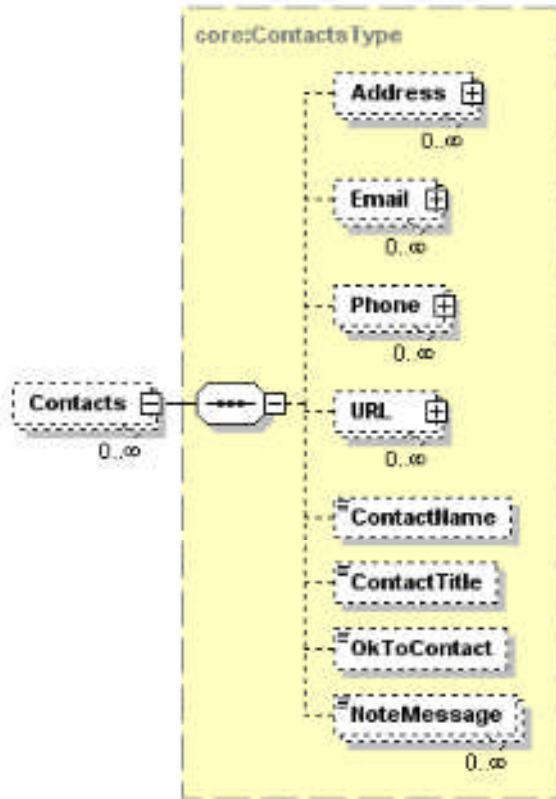 core:ContactsType
Address
0..∞
Email
0..∞
Phone
0..∞
Contacts
0..∞
URL
0..∞
ContactName
ContactTitle
OkToContact
NoteMessage
0..∞